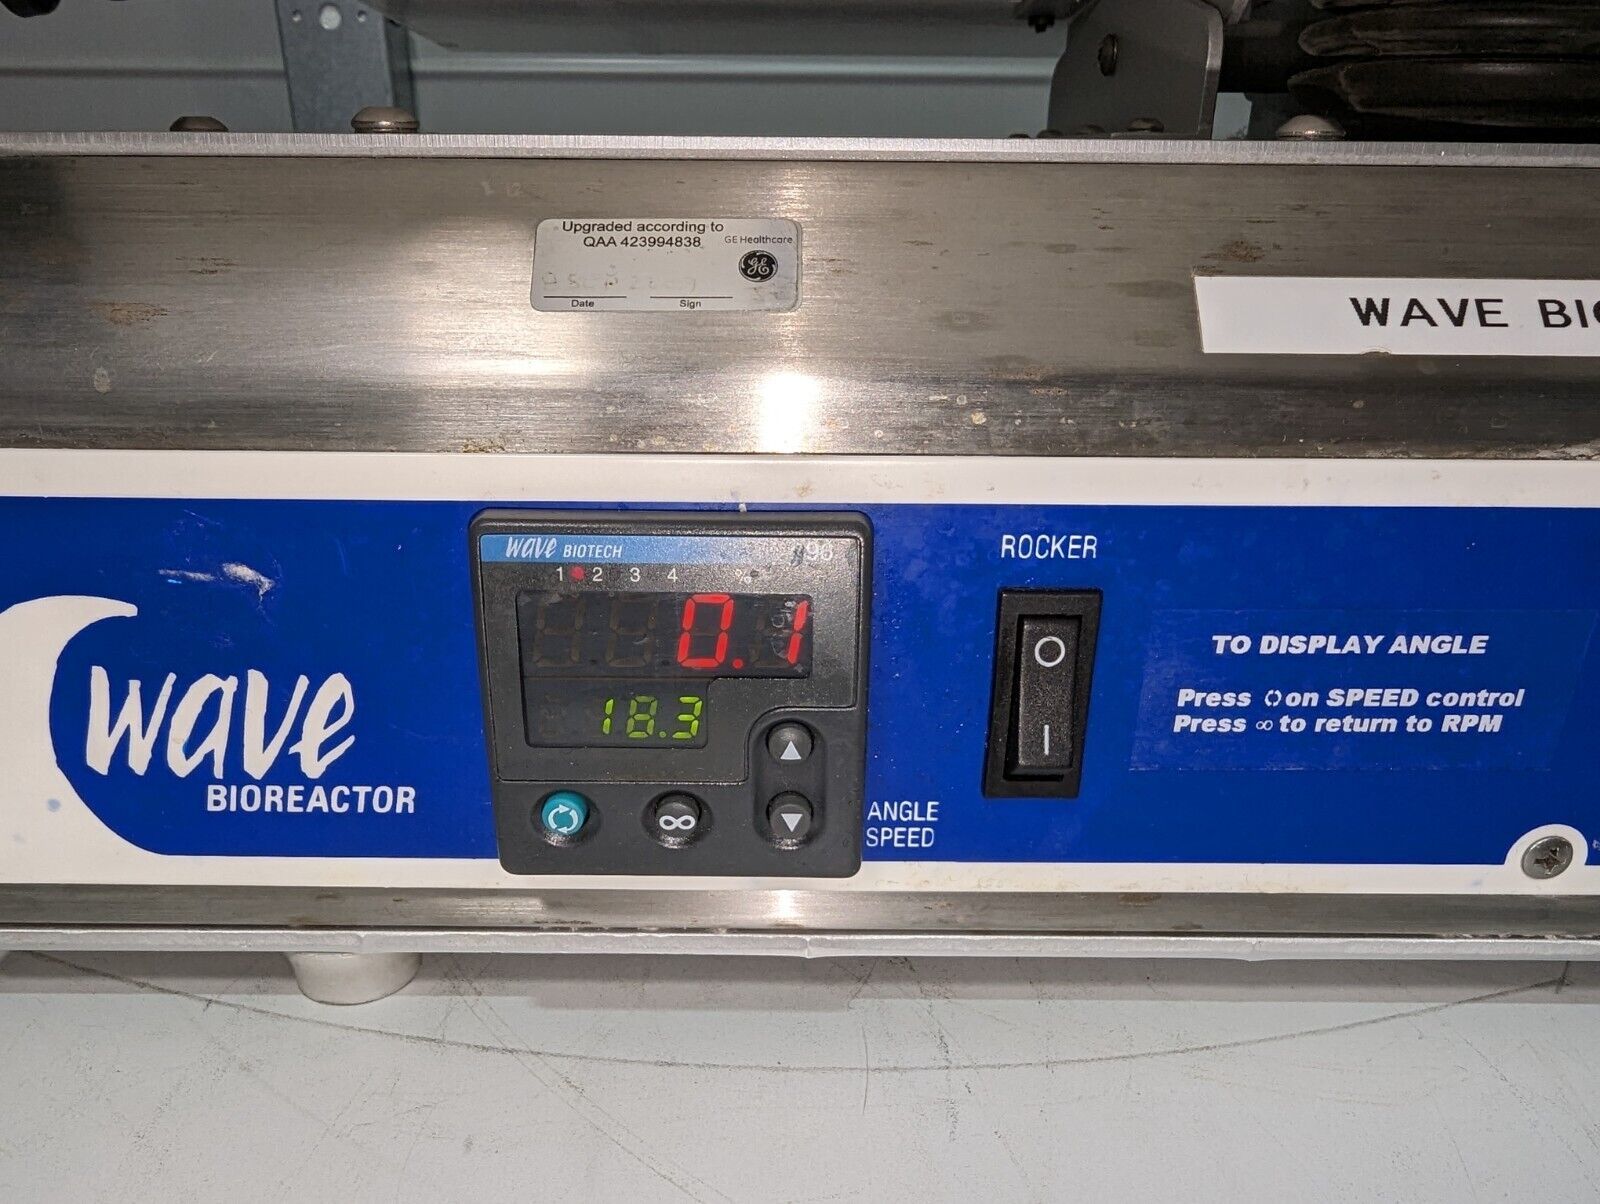 Upgraded according to
QAA 423994838
GE Healthcare
GE
Date Sign
WAVE
wave BIOTECH
1 2 3 4 %
0.1
18.3
∞
ANGLE
SPEED
wave
BIOREACTOR
ROCKER
O
I
TO DISPLAY ANGLE
Press 🗘 on SPEED control
Press ∞ to return to RPM